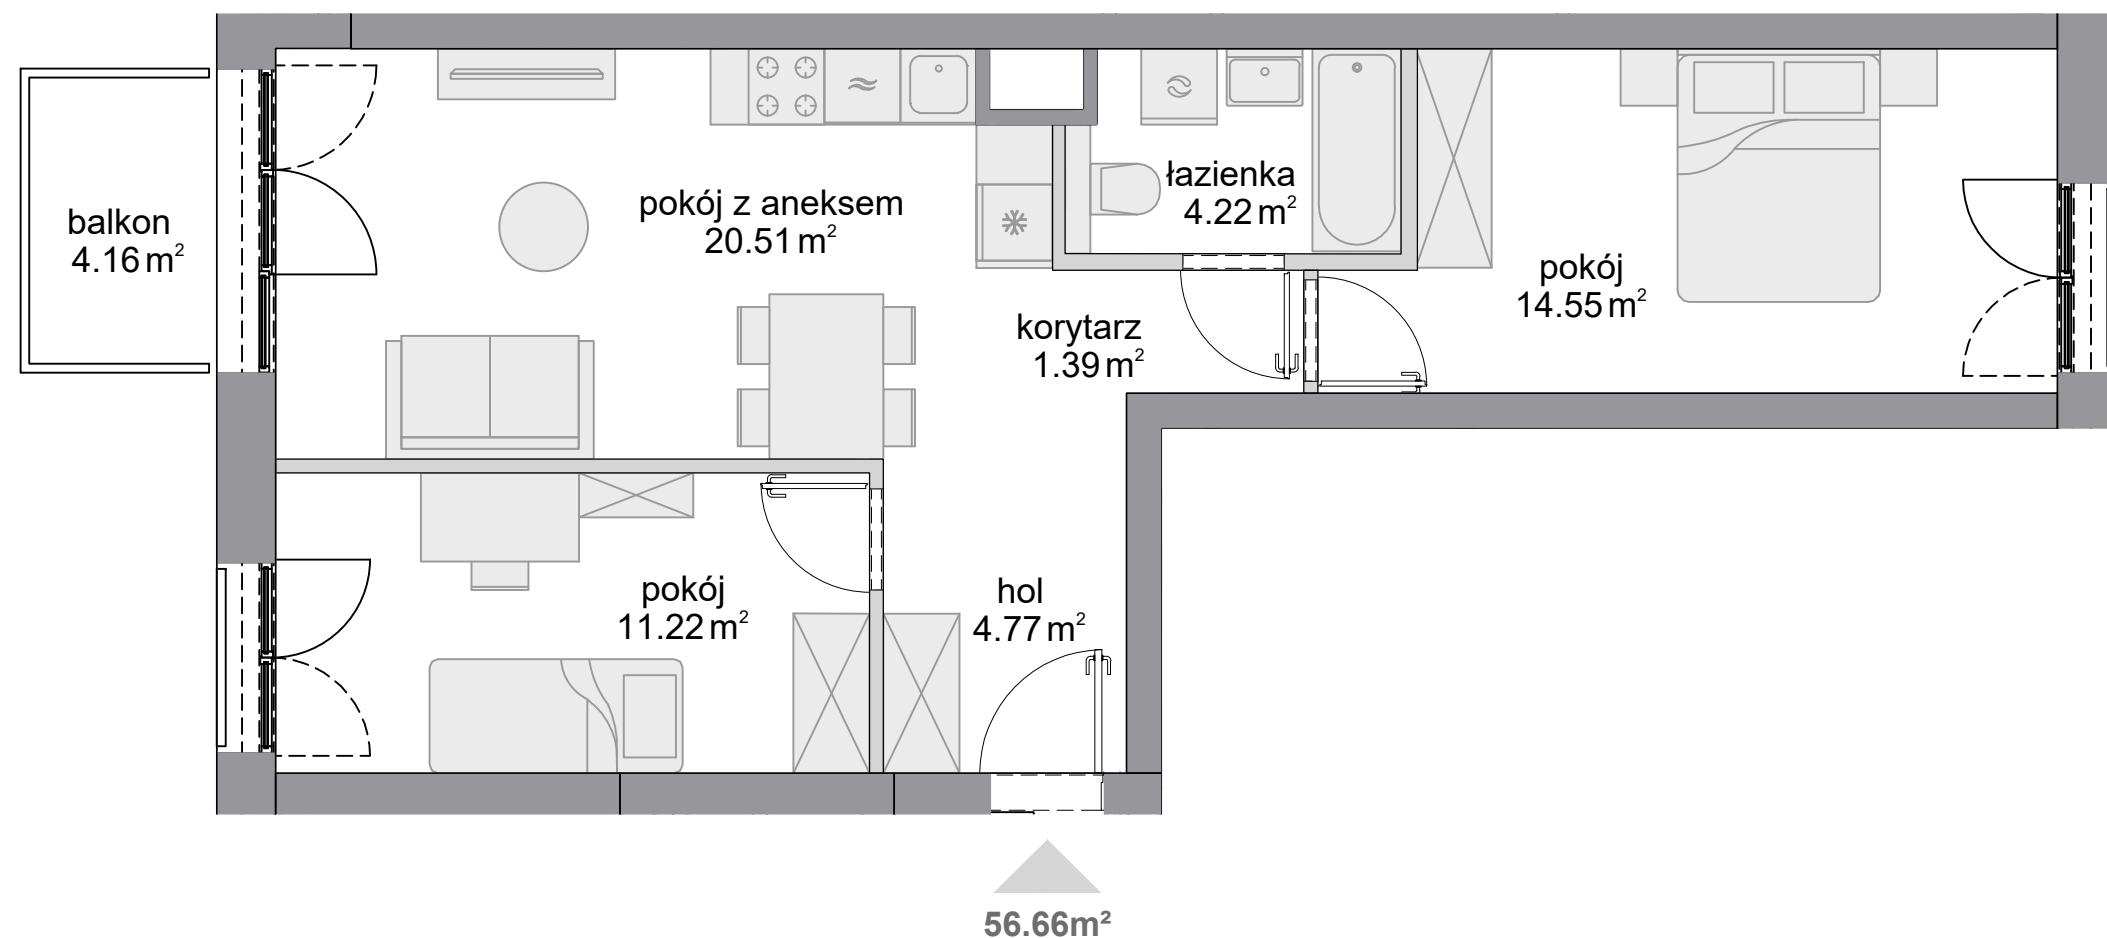 balkon
4.16 m²
pokój z aneksem
20.51 m²
łazienka
4.22 m²
pokój
14.55 m²
korytarz
1.39 m²
pokój
11.22 m²
hol
4.77 m²
56.66m²